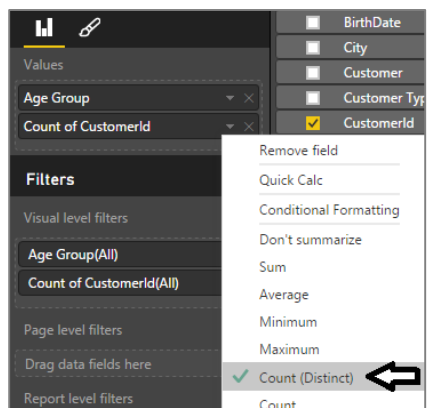 BirthDate
City
Values
Customer
Age Group
Customer Typ
Count of CustomerId
CustomerId
Remove field
Filters
Quick Calc
Visual level filters
Conditional Formatting
Don't summarize
Age Group(All)
Sum
Count of CustomerId(All)
Average
Minimum
Page level filters
Maximum
Drag data fields here
Count (Distinct)
Report level filters
Count